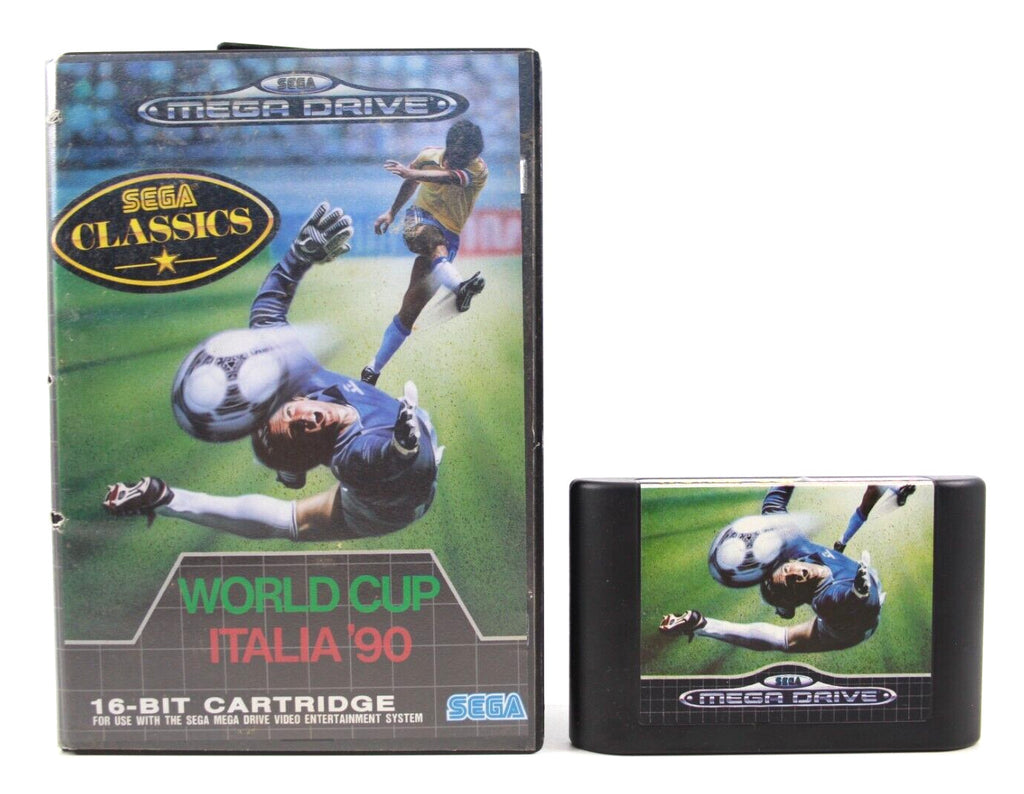 SEGA
MEGA DRIVE
SEGA
CLASSICS
WORLD CUP
ITALIA '90
16-BIT CARTRIDGE
FOR USE WITH THE SEGA MEGA DRIVE VIDEO ENTERTAINMENT SYSTEM
SEGA
SEGA
MEGA DRIVE